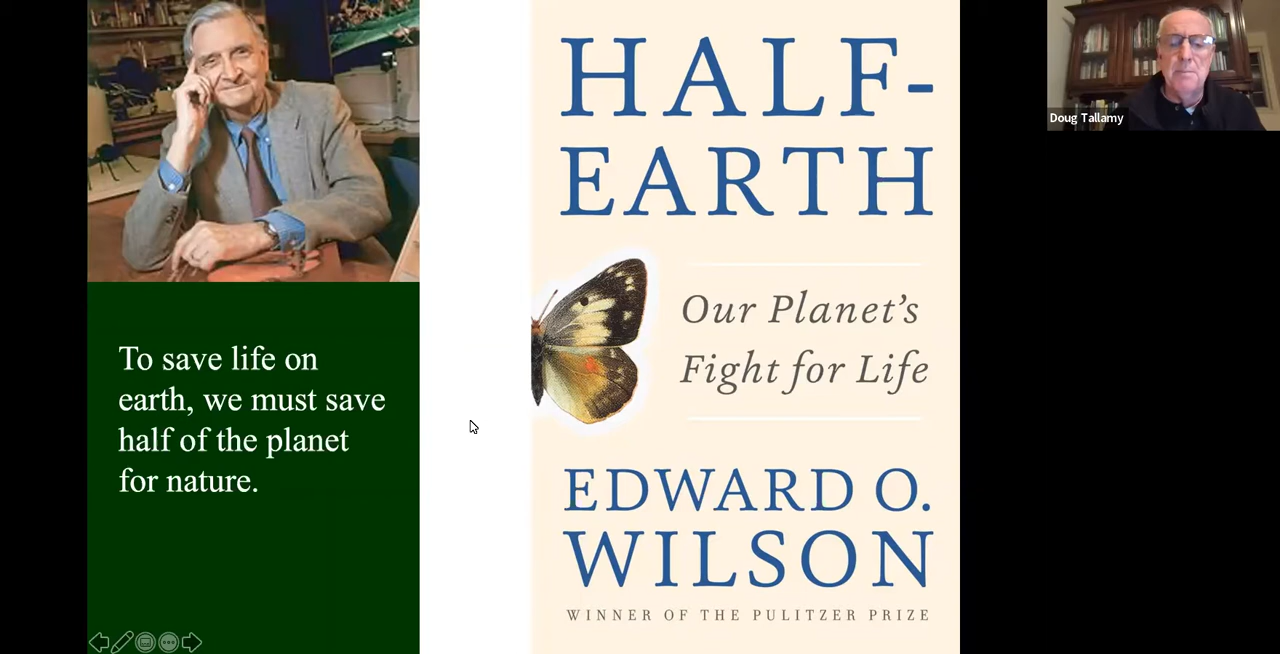 To save life on
earth, we must save
half of the planet
for nature.
HALF-
EARTH
Our Planet’s
Fight for Life
EDWARD O.
WILSON
WINNER OF THE PULITZER PRIZE
Doug Tallamy